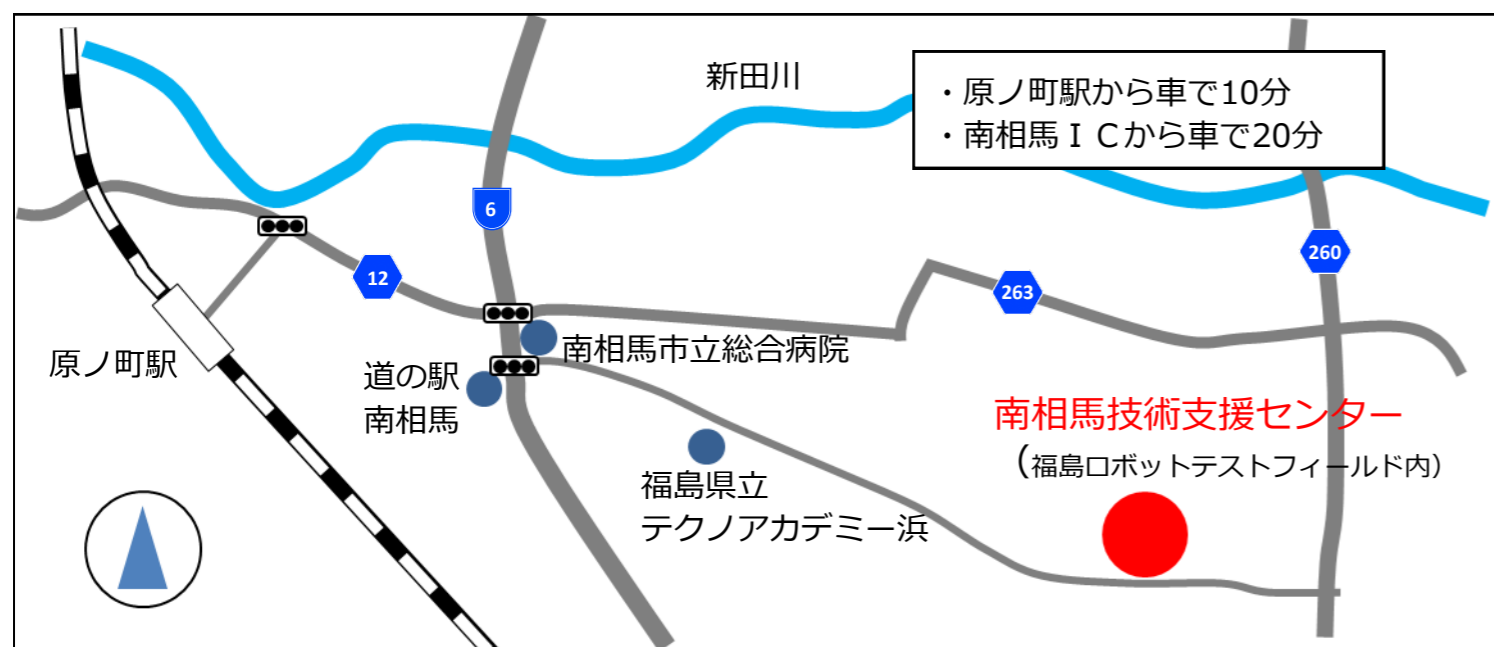 新田川
・原ノ町駅から車で10分
・南相馬ＩＣから車で20分
6
12
260
263
原ノ町駅
南相馬市立総合病院
道の駅
南相馬
南相馬技術支援センター
（福島ロボットテストフィールド内）
福島県立
テクノアカデミー浜